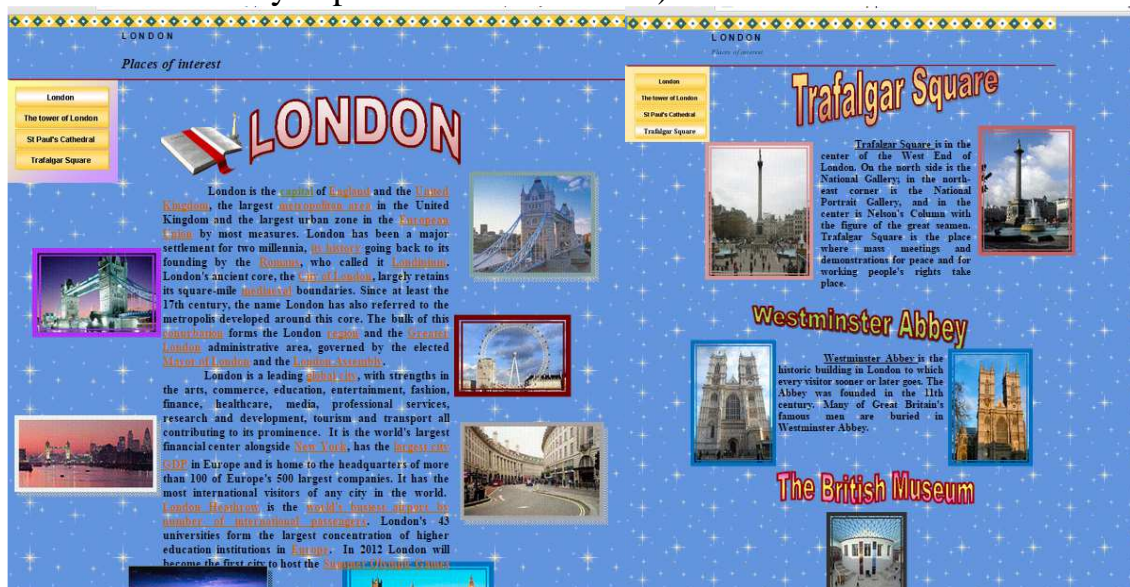 LONDON
Places of interest
London
The tower of London
St Paul's Cathedral
Trafalgar Square
LONDON
London is the capital of England and the United
Kingdom, the largest metropolitan area in the United
Kingdom and the largest urban zone in the European
Union by most measures. London has been a major
settlement for two millennia, its history going back to its
founding by the Romans, who called it Londinium.
London's ancient core, the City of London, largely retains
its square-mile mediaeval boundaries. Since at least the
17th century, the name London has also referred to the
metropolis developed around this core. The bulk of this
conurbation forms the London region and the Greater
London administrative area, governed by the elected
Mayor of London and the London Assembly.
London is a leading global city, with strengths in
the arts, commerce, education, entertainment, fashion,
finance, healthcare, media, professional services,
research and development, tourism and transport all
contributing to its prominence. It is the world's largest
financial center alongside New York, has the largest city
GDP in Europe and is home to the headquarters of more
than 100 of Europe's 500 largest companies. It has the
most international visitors of any city in the world.
London Heathrow is the world's busiest airport by
number of international passengers. London's 43
universities form the largest concentration of higher
education institutions in Europe. In 2012 London will
become the first city to host the Summer Olympic Games
LONDON
Places of interest
London
The tower of London
St Paul's Cathedral
Trafalgar Square
Trafalgar Square
Trafalgar Square is in the
center of the West End of
London. On the north side is the
National Gallery; in the north-
east corner is the National
Portrait Gallery, and in the
center is Nelson's Column with
the figure of the great seamen.
Trafalgar Square is the place
where mass meetings and
demonstrations for peace and for
working people's rights take
place.
Westminster Abbey
Westminster Abbey is the
historic building in London to which
every visitor sooner or later goes. The
Abbey was founded in the 11th
century. Many of Great Britain's
famous men are buried in
Westminster Abbey.
The British Museum